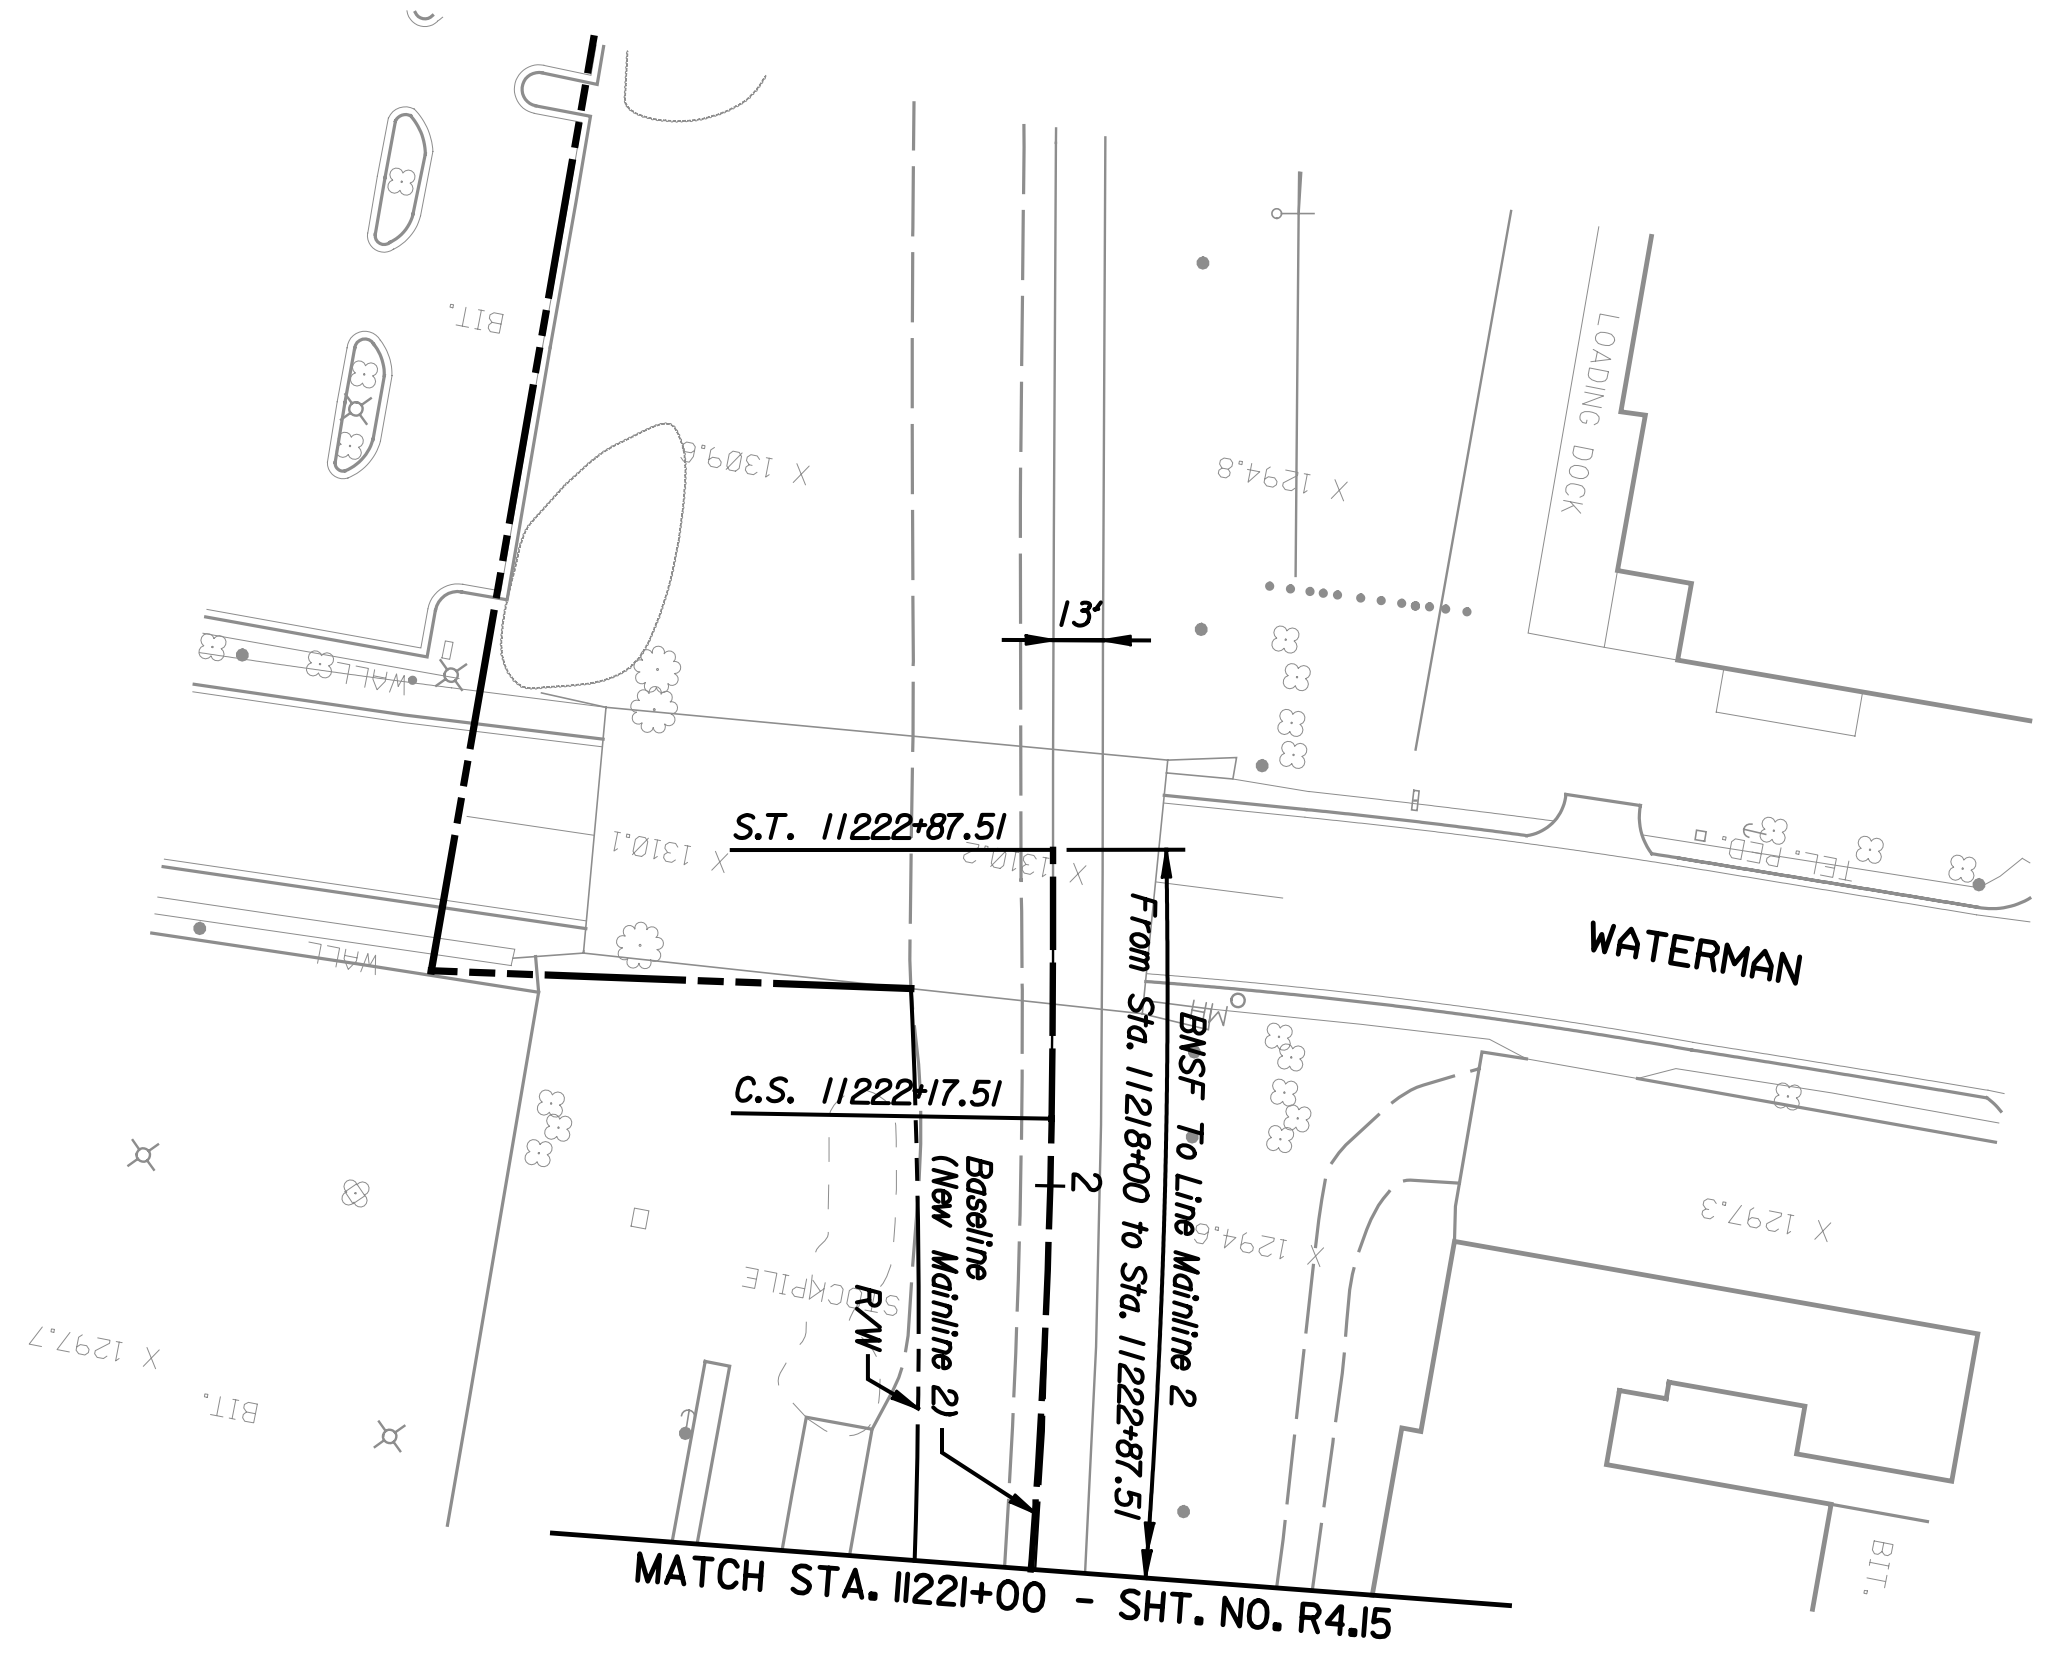 BIT.
LOADING DOCK
X 1309.6
X 1294.8
13'
WALL
S.T. 11222+87.51
X 1310.1
X 1310.2
TEL. PED.
WATERMAN
WALL
MH
From Sta. 11218+00 to Sta. 11222+87.51
BNSF To Line Mainline 2
C.S. 11222+17.51
2
Baseline
(New Mainline 2)
X 1294.6
X 1297.3
STOCKPILE
R/W
X 1297.7
BIT.
BIT.
MATCH STA. 11221+00 - SHT. NO. R4.15